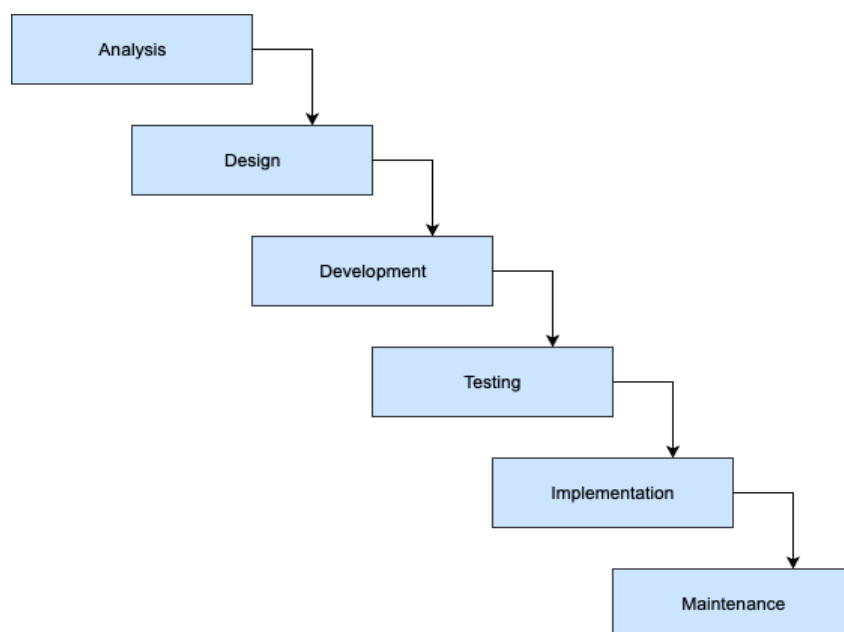 Analysis
Design
Development
Testing
Implementation
Maintenance